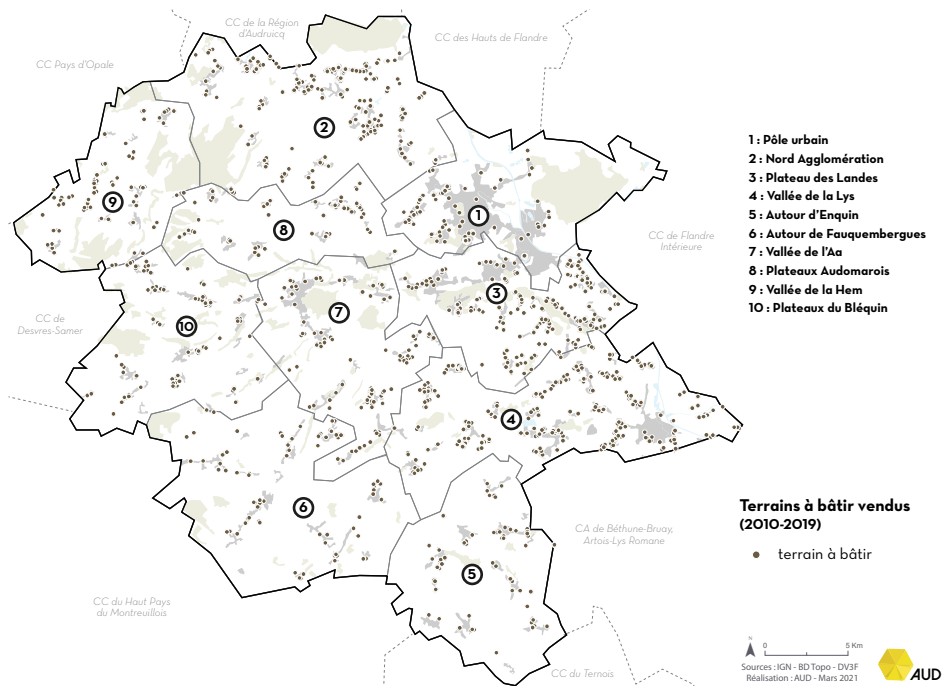 CC de la Région
d'Audruicq
CC des Hauts de Flandre
CC Pays d'Opale
2
1 : Pôle urbain
2 : Nord Agglomération
3 : Plateau des Landes
4 : Vallée de la Lys
5 : Autour d'Enquin
6 : Autour de Fauquembergues
7 : Vallée de l'Aa
8 : Plateaux Audomarois
9 : Vallée de la Hem
10 : Plateaux du Bléquin
9
1
8
CC de Flandre
Intérieure
3
7
10
CC de
Desvres-Samer
4
6
Terrains à bâtir vendus
(2010-2019)
terrain à bâtir
CA de Béthune-Bruay,
Artois-Lys Romane
5
CC du Haut Pays
du Montreuillois
CC du Ternois
N
0 5 Km
Sources : IGN - BD Topo - DV3F
Réalisation : AUD - Mars 2021
AUD